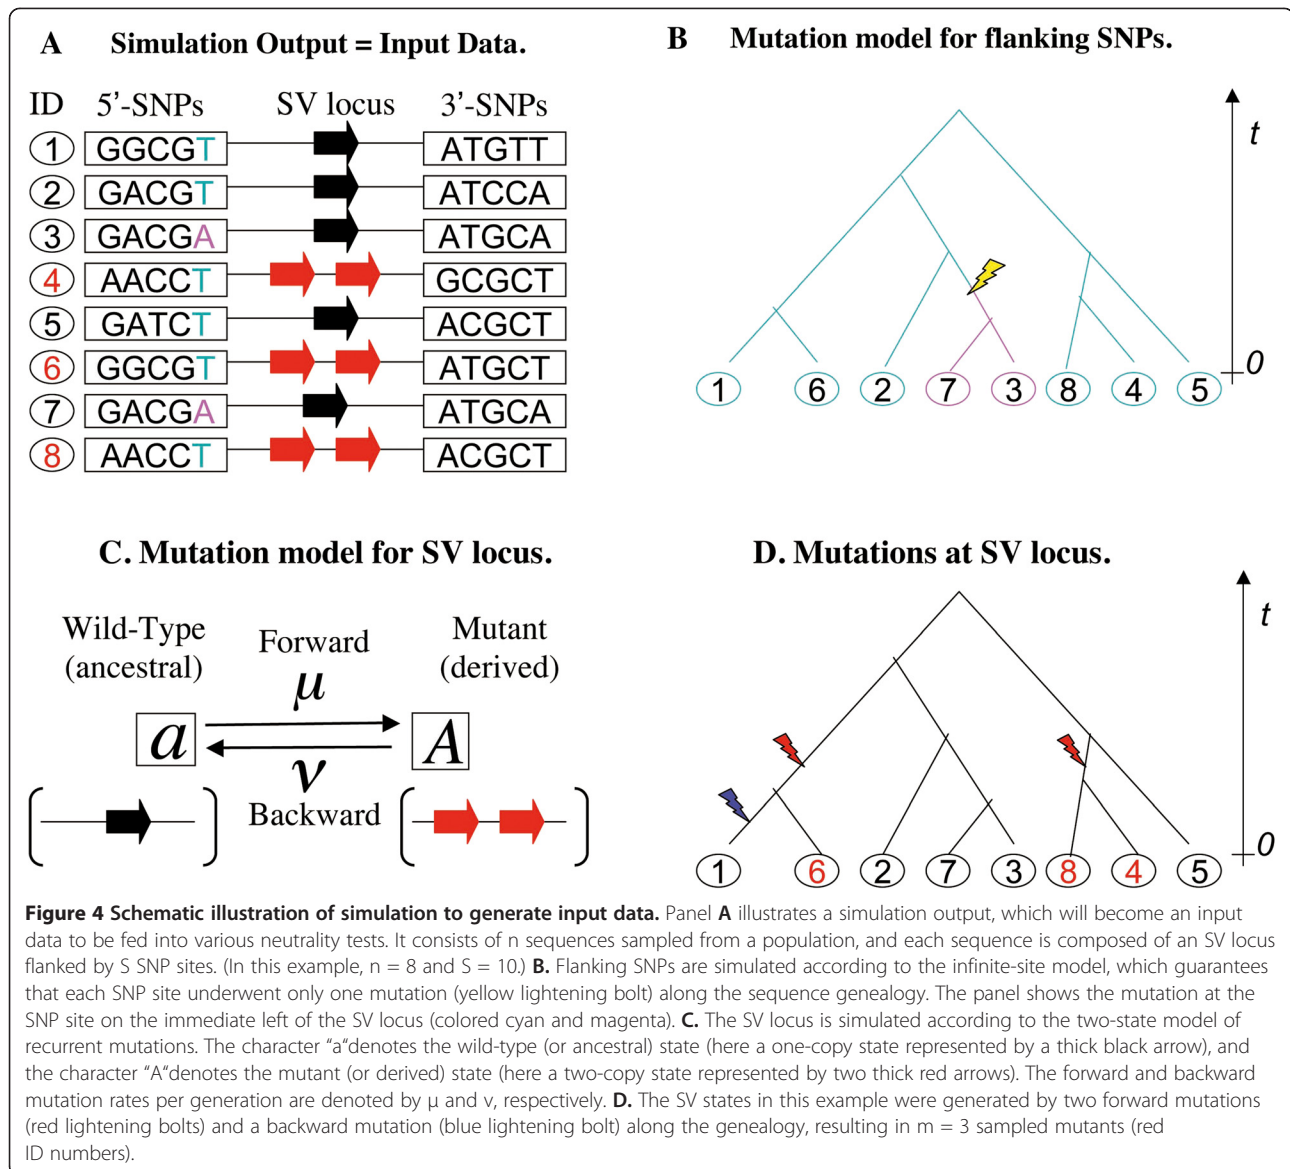 A Simulation Output = Input Data.
ID 5’-SNPs SV locus 3’-SNPs
1 GGCGT ATGTT
2 GACGT ATCCA
3 GACGA ATGCA
4 AACCT GCGCT
5 GATCT ACGCT
6 GGCGT ATGCT
7 GACGA ATGCA
8 AACCT ACGCT
B Mutation model for flanking SNPs.
t
0
1 6 2 7 3 8 4 5
C. Mutation model for SV locus.
Wild-Type
(ancestral)
Forward
μ
Mutant
(derived)
a A
ν
Backward
D. Mutations at SV locus.
t
0
1 6 2 7 3 8 4 5
Figure 4 Schematic illustration of simulation to generate input data. Panel A illustrates a simulation output, which will become an input
data to be fed into various neutrality tests. It consists of n sequences sampled from a population, and each sequence is composed of an SV locus
flanked by S SNP sites. (In this example, n = 8 and S = 10.) B. Flanking SNPs are simulated according to the infinite-site model, which guarantees
that each SNP site underwent only one mutation (yellow lightening bolt) along the sequence genealogy. The panel shows the mutation at the
SNP site on the immediate left of the SV locus (colored cyan and magenta). C. The SV locus is simulated according to the two-state model of
recurrent mutations. The character “a“denotes the wild-type (or ancestral) state (here a one-copy state represented by a thick black arrow), and
the character “A“denotes the mutant (or derived) state (here a two-copy state represented by two thick red arrows). The forward and backward
mutation rates per generation are denoted by μ and ν, respectively. D. The SV states in this example were generated by two forward mutations
(red lightening bolts) and a backward mutation (blue lightening bolt) along the genealogy, resulting in m = 3 sampled mutants (red
ID numbers).